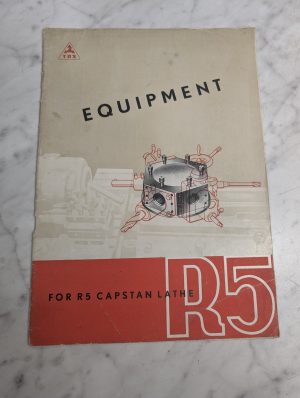 TOS
EQUIPMENT
FOR R5 CAPSTAN LATHE
R5